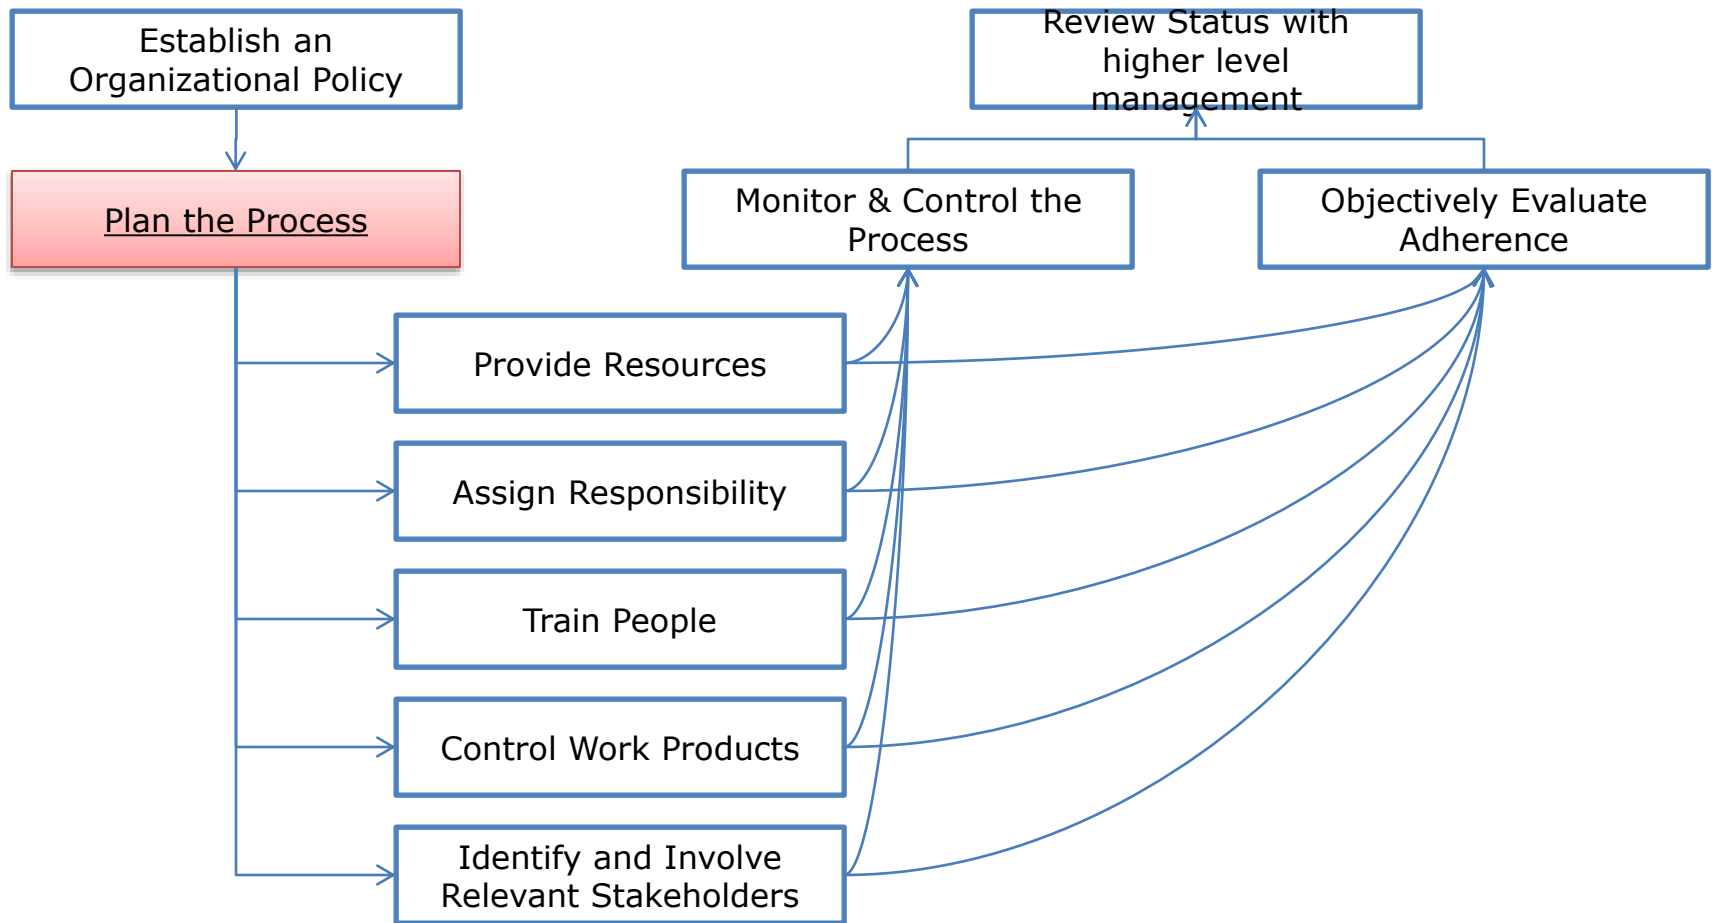 Establish an
Organizational Policy
Review Status with
higher level
management
Plan the Process
Monitor & Control the
Process
Objectively Evaluate
Adherence
Provide Resources
Assign Responsibility
Train People
Control Work Products
Identify and Involve
Relevant Stakeholders